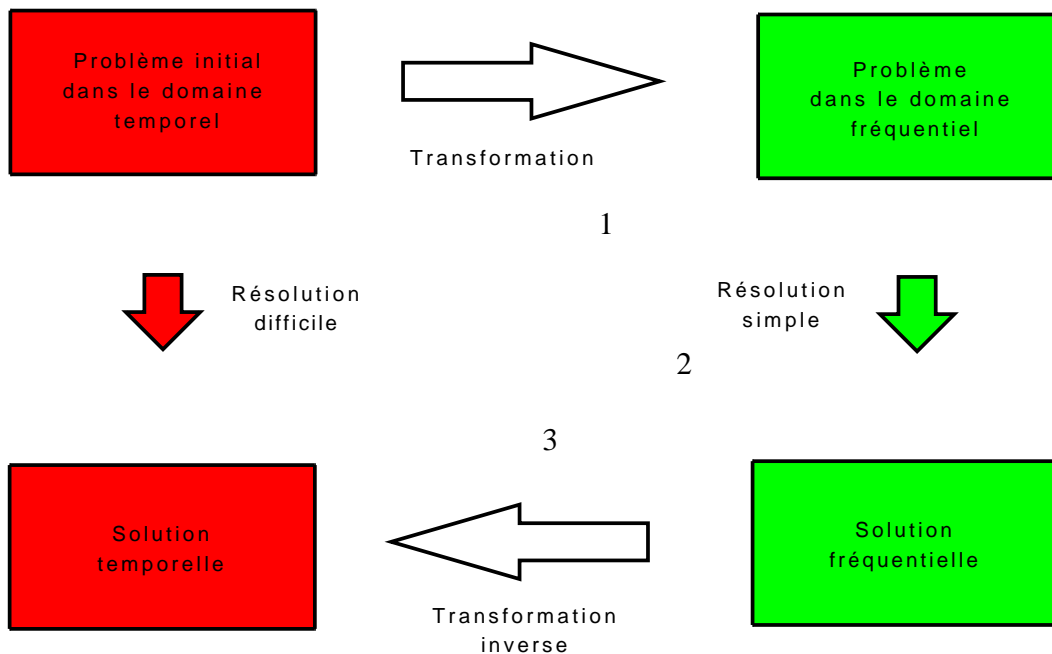 Problème initial
dans le domaine
temporel
Transformation
Problème
dans le domaine
fréquentiel
1
Résolution
difficile
Résolution
simple
2
3
Solution
temporelle
Transformation
inverse
Solution
fréquentielle